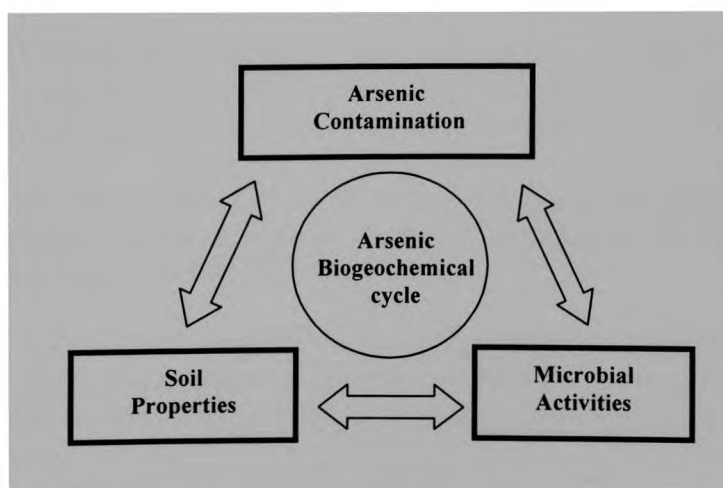 Arsenic
Contamination
Arsenic
Biogeochemical
cycle
Soil
Properties
Microbial
Activities